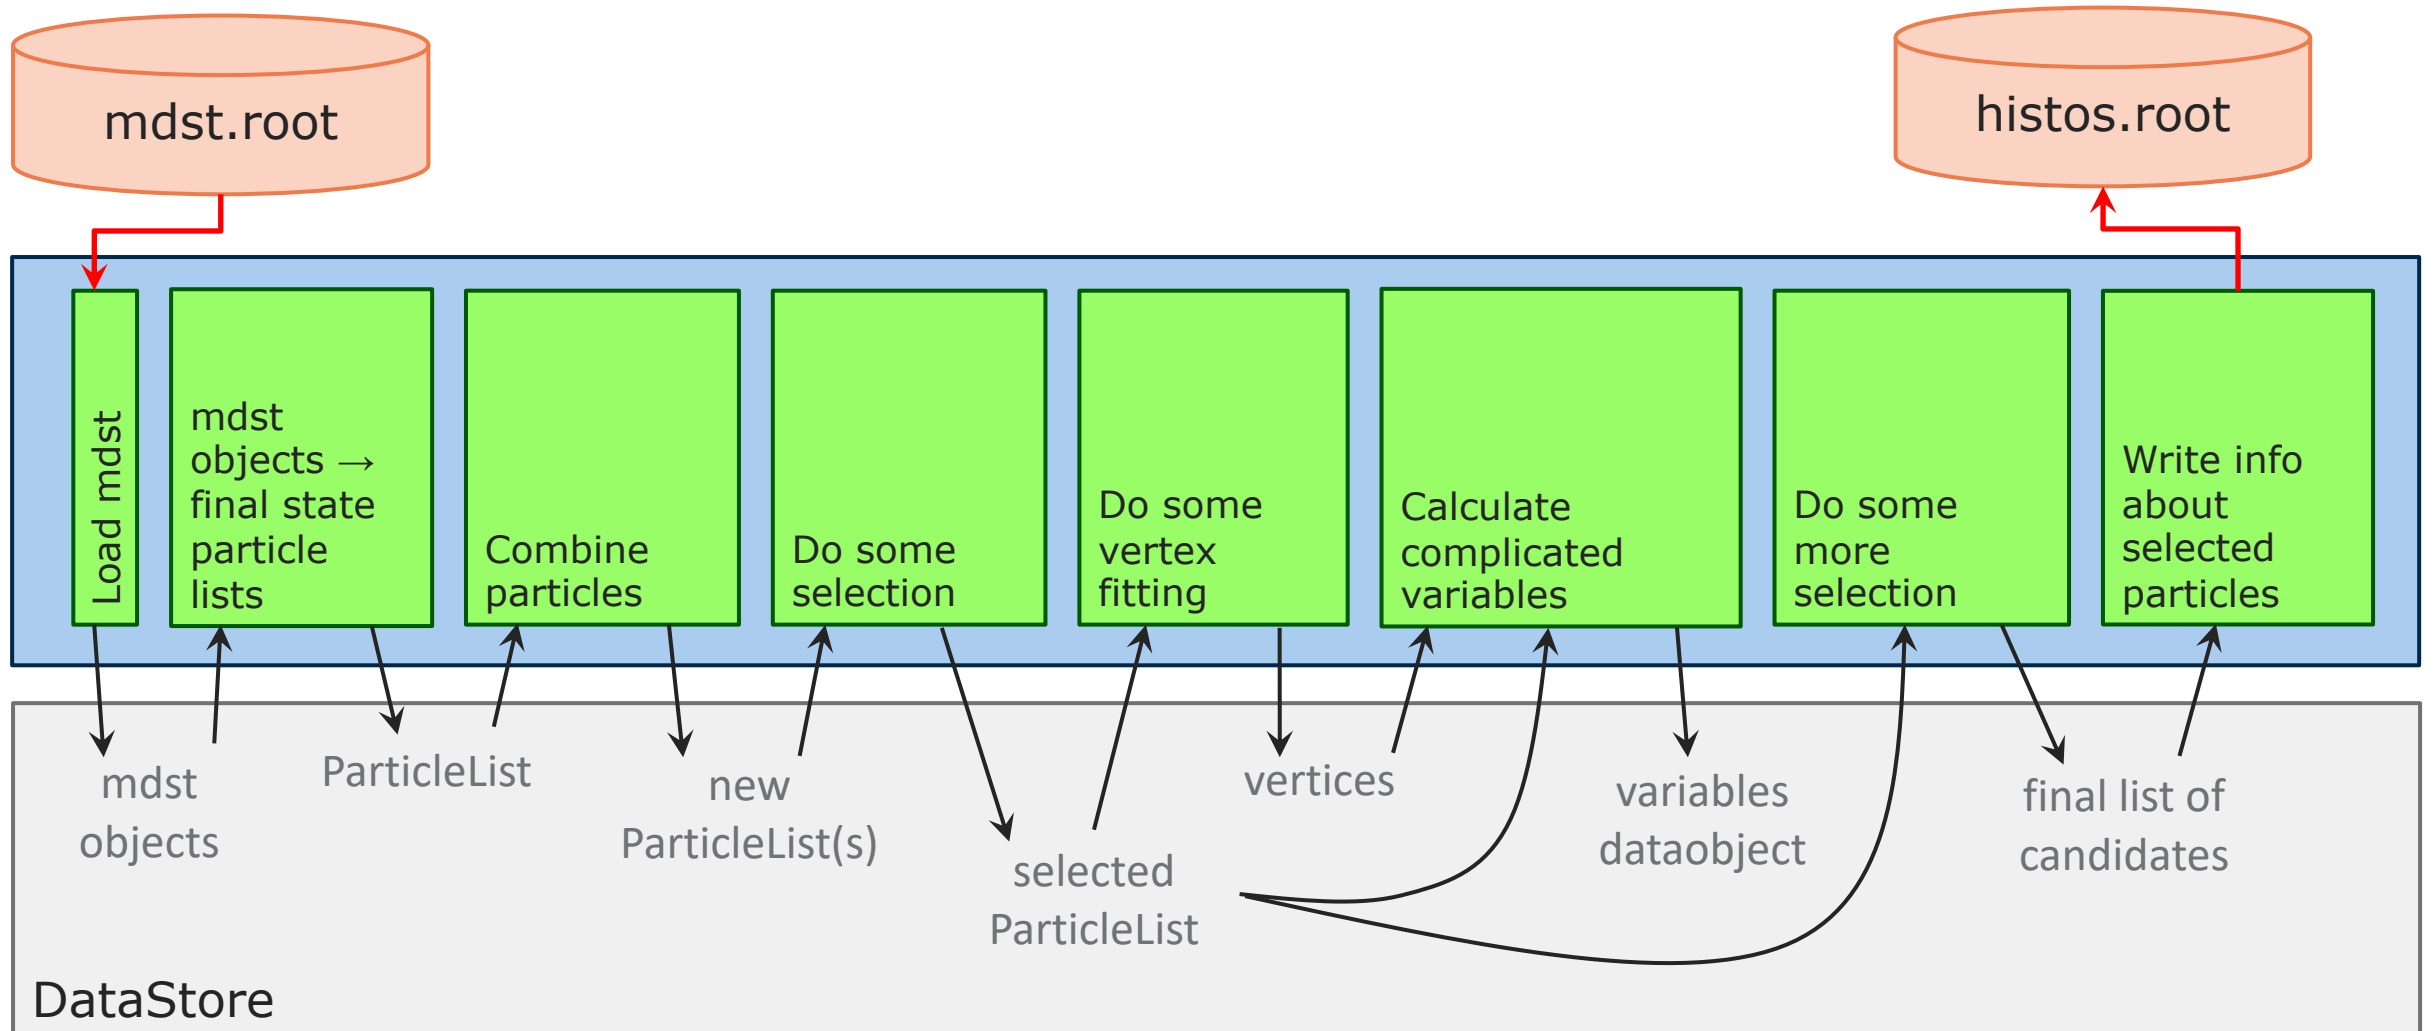 mdst.root
histos.root
Load mdst
mdst
objects →
final state
particle
lists
Combine
particles
Do some
selection
Do some
vertex
fitting
Calculate
complicated
variables
Do some
more
selection
Write info
about
selected
particles
mdst
objects
ParticleList
new
ParticleList(s)
selected
ParticleList
vertices
variables
dataobject
final list of
candidates
DataStore